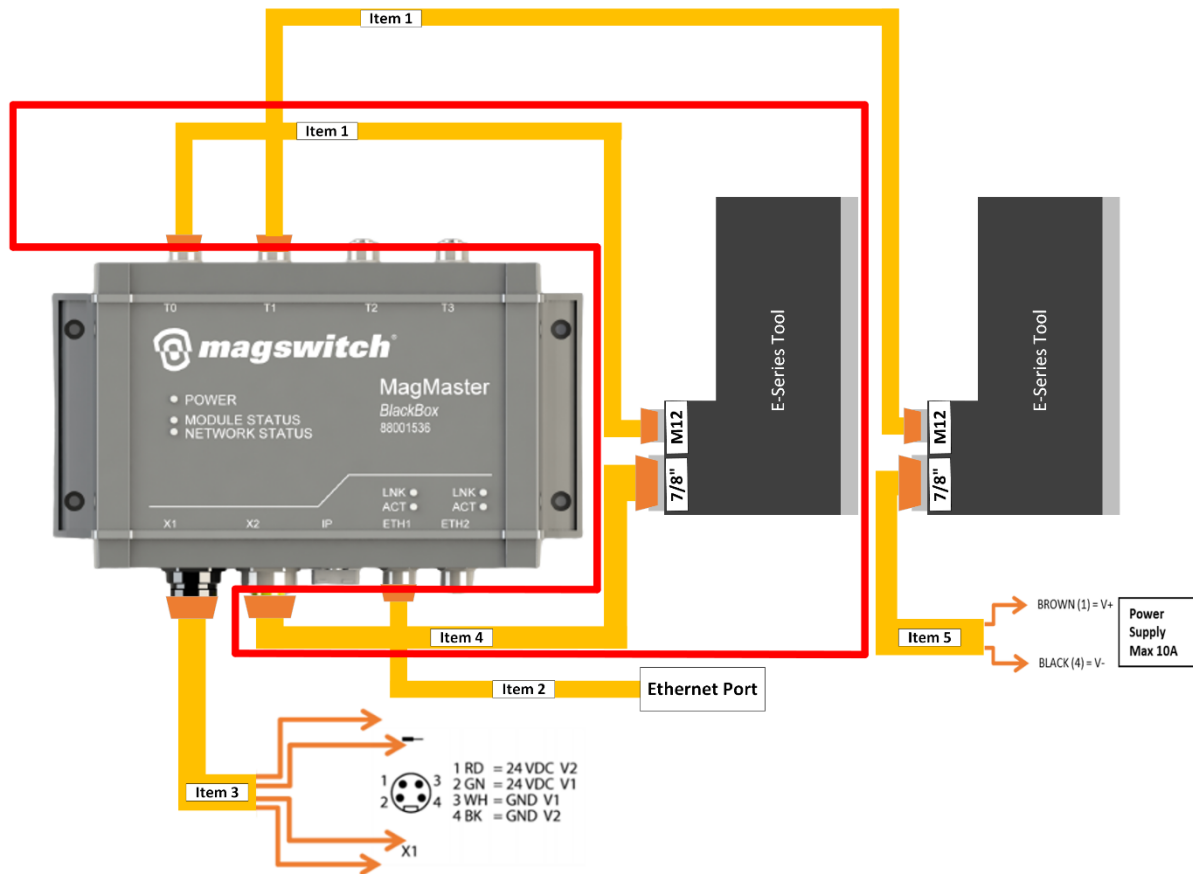 Item 1
Item 1
T0 T1 T2 T3
magswitch®
MagMaster
BlackBox
88001536
POWER
MODULE STATUS
NETWORK STATUS
LNK LNK
ACT ACT
X1 X2 IP ETH1 ETH2
E-Series Tool
M12
7/8"
E-Series Tool
M12
7/8"
Item 4
Item 5
BROWN (1) = V+
BLACK (4) = V-
Power
Supply
Max 10A
Item 2
Ethernet Port
Item 3
1 3
2 4
1 RD = 24 VDC V2
2 GN = 24 VDC V1
3 WH = GND V1
4 BK = GND V2
X1